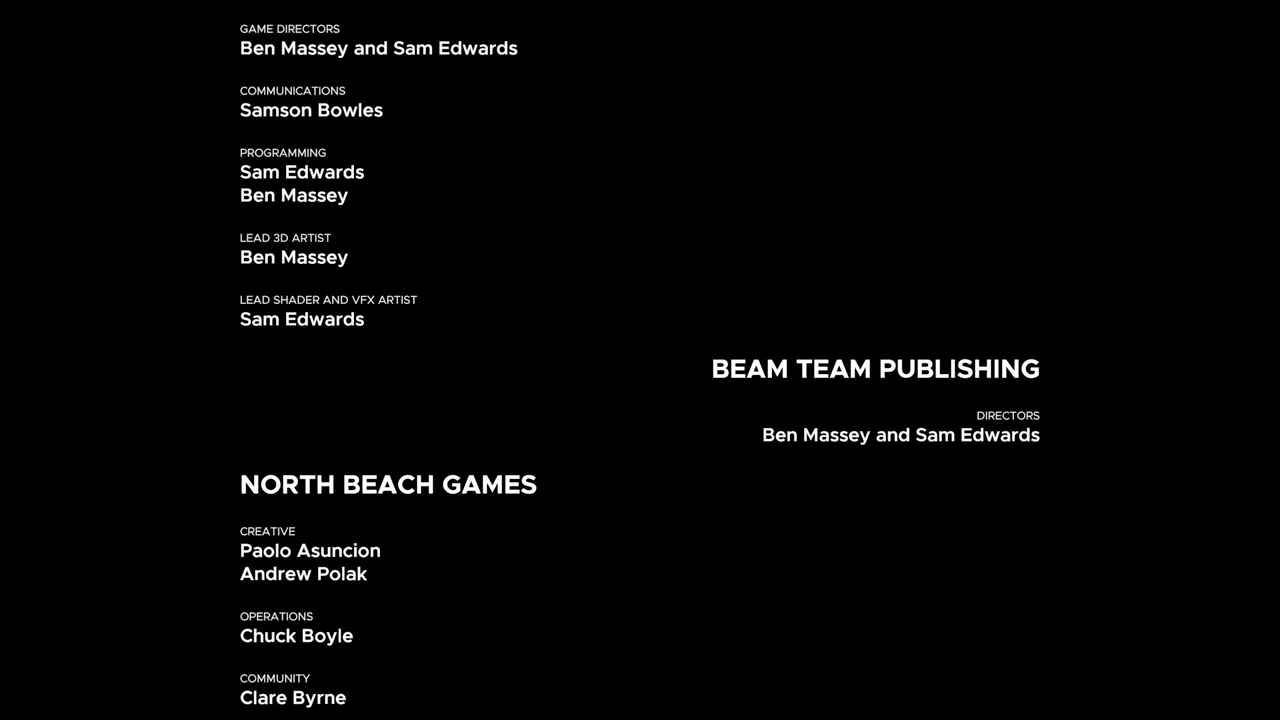 GAME DIRECTORS
Ben Massey and Sam Edwards
COMMUNICATIONS
Samson Bowles
PROGRAMMING
Sam Edwards
Ben Massey
LEAD 3D ARTIST
Ben Massey
LEAD SHADER AND VFX ARTIST
Sam Edwards
BEAM TEAM PUBLISHING
DIRECTORS
Ben Massey and Sam Edwards
NORTH BEACH GAMES
CREATIVE
Paolo Asuncion
Andrew Polak
OPERATIONS
Chuck Boyle
COMMUNITY
Clare Byrne